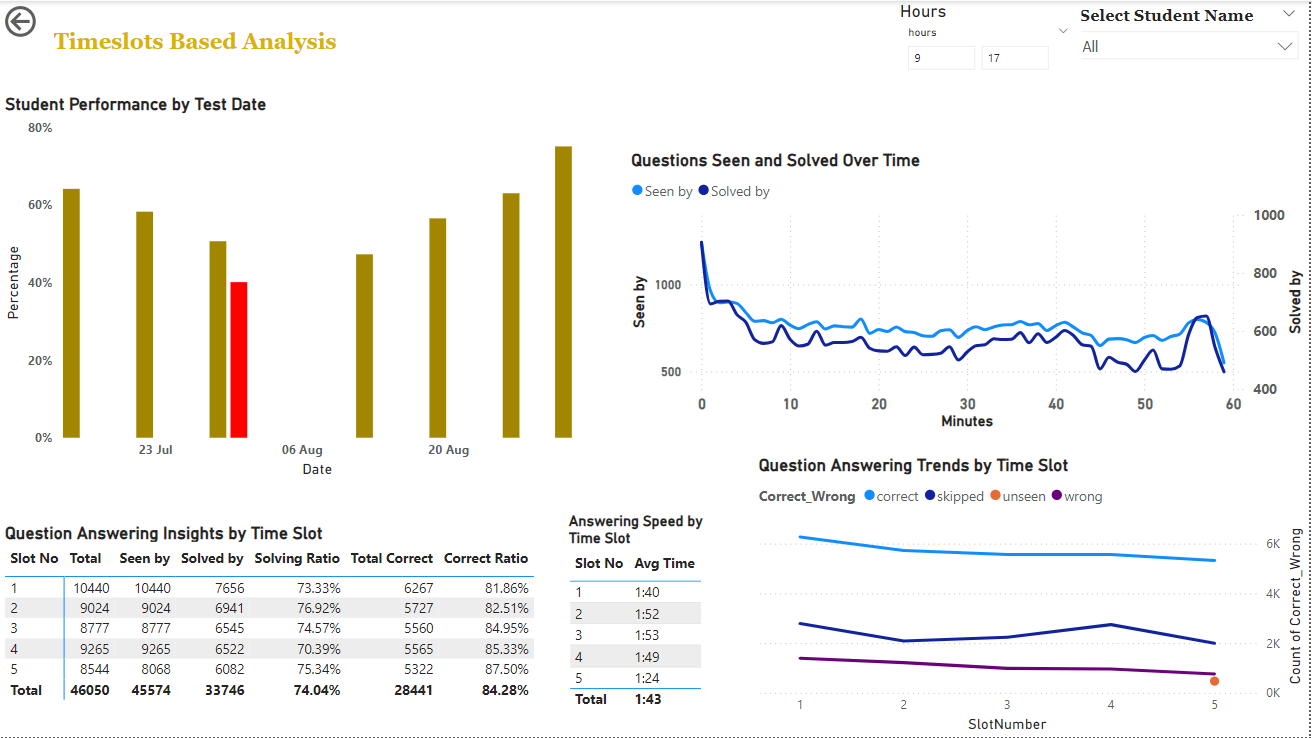 Timeslots Based Analysis
Hours
hours
9 17
Select Student Name
All
Student Performance by Test Date
80%
60%
40%
20%
0%
Percentage
23 Jul 06 Aug 20 Aug
Date
Questions Seen and Solved Over Time
Seen by Solved by
1000
500
Seen by
1000
800
600
400
Solved by
0 10 20 30 40 50 60
Minutes
Question Answering Insights by Time Slot
Slot No Total Seen by Solved by Solving Ratio Total Correct Correct Ratio
1 10440 10440 7656 73.33% 6267 81.86%
2 9024 9024 6941 76.92% 5727 82.51%
3 8777 8777 6545 74.57% 5560 84.95%
4 9265 9265 6522 70.39% 5565 85.33%
5 8544 8068 6082 75.34% 5322 87.50%
Total 46050 45574 33746 74.04% 28441 84.28%
Answering Speed by
Time Slot
Slot No Avg Time
1 1:40
2 1:52
3 1:53
4 1:49
5 1:24
Total 1:43
Question Answering Trends by Time Slot
Correct_Wrong correct skipped unseen wrong
6K
4K
2K
0K
Count of Correct_Wrong
1 2 3 4 5
SlotNumber